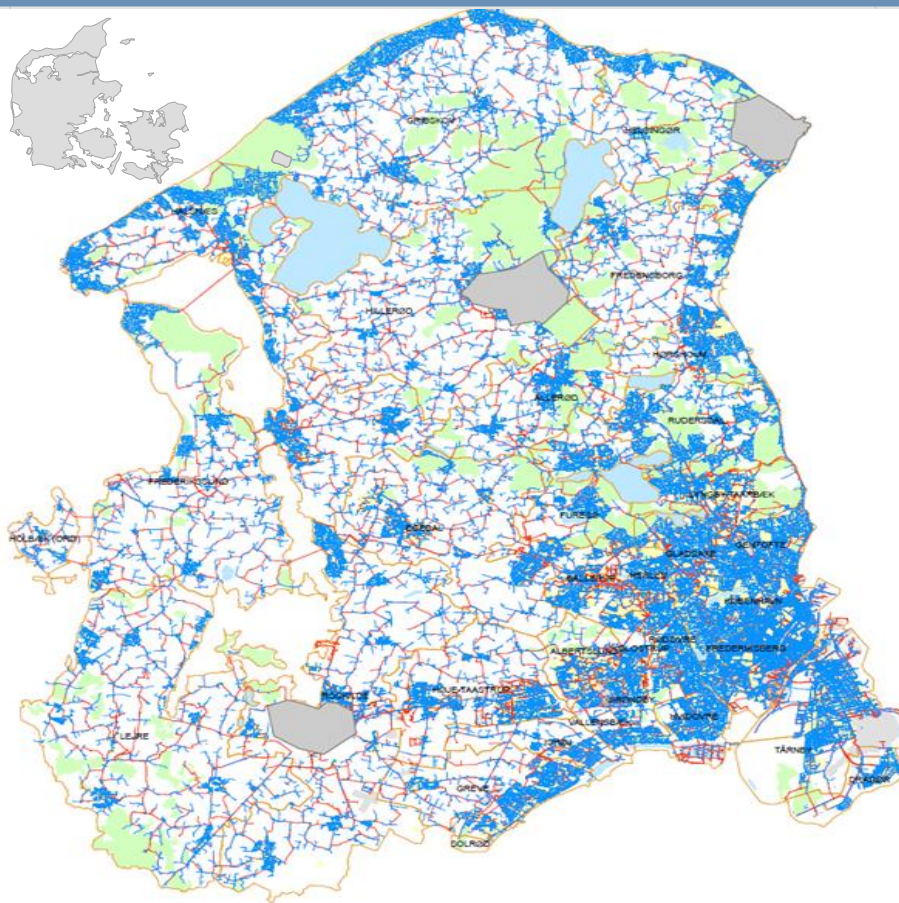 GRIBSKOV
HELSINGØR
HALSNÆS
FREDENSBORG
HILLERØD
HØRSHOLM
ALLERØD
RUDERSDAL
FREDERIKSSUND
LYNGBY-TAARBÆK
FURESØ
HOLBÆK (ORØ)
EGEDAL
GLADSAXE
GENTOFTE
BALLERUP
HERLEV
KØBENHAVN
RØDOVRE
ALBERTSLUND
GLOSTRUP
FREDERIKSBERG
HØJE-TAASTRUP
ROSKILDE
BRØNDBY
HVIDOVRE
VALLENSBÆK
LEJRE
ISHØJ
TÅRNBY
DRAGØR
GREVE
SOLRØD